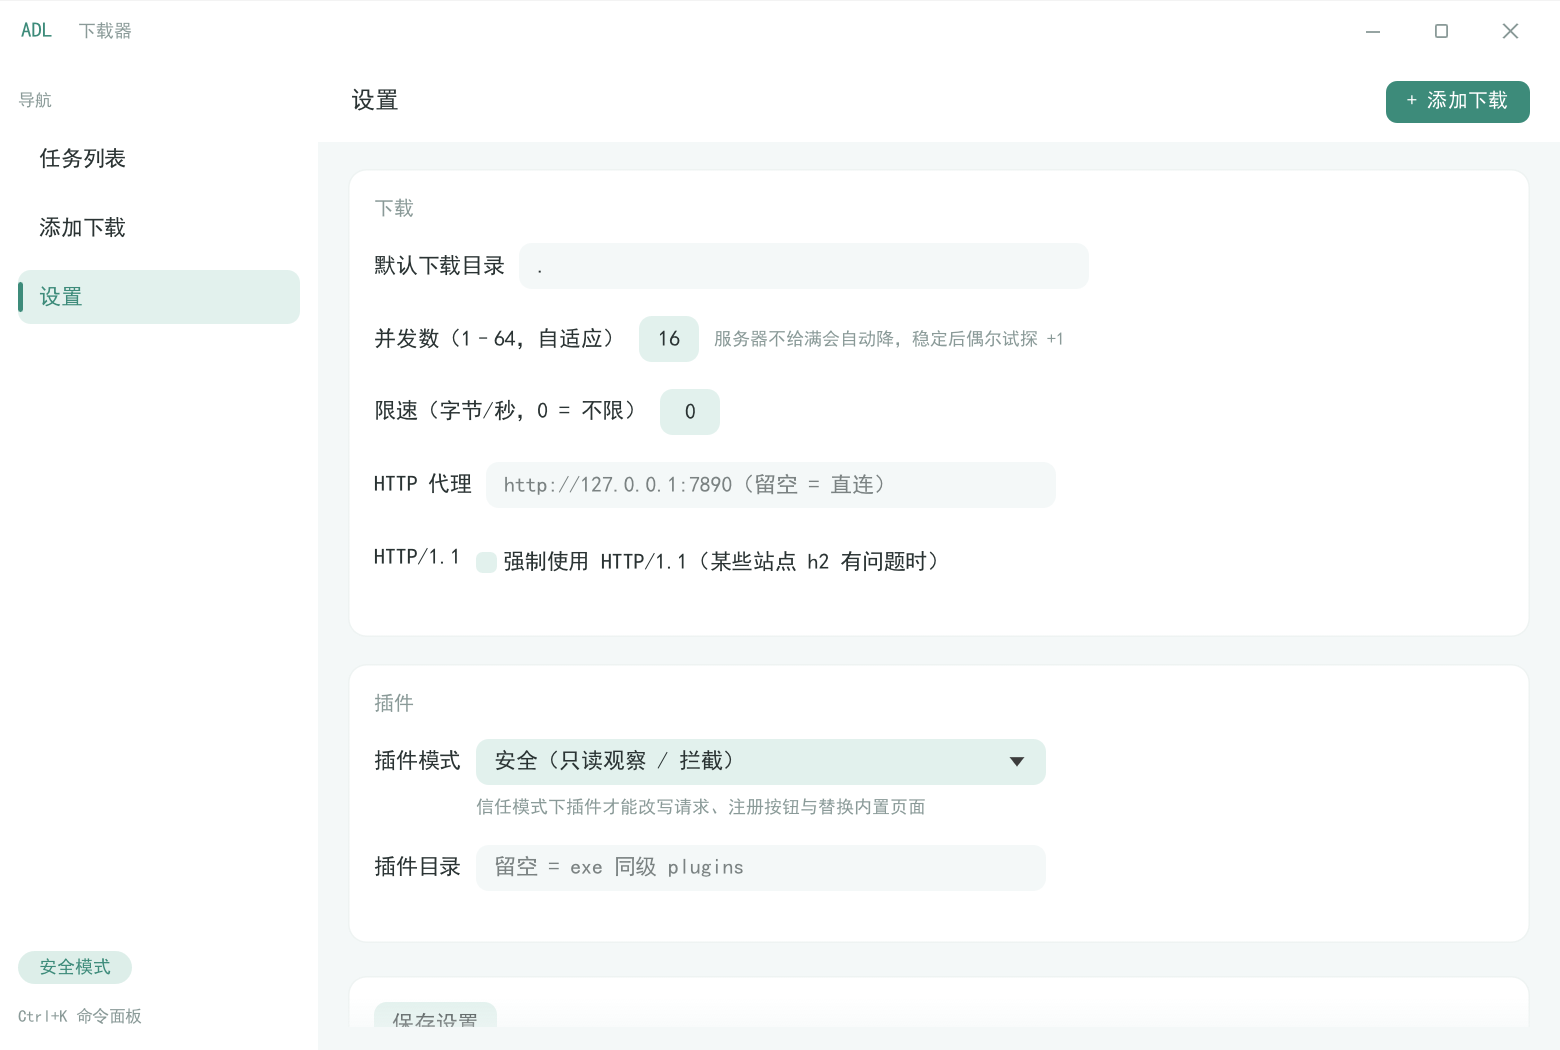 ADL 下载器
导航
任务列表
添加下载
设置
安全模式
Ctrl+K 命令面板
设置
+ 添加下载
下载
默认下载目录 .
并发数（1-64，自适应） 16 服务器不给满会自动降，稳定后偶尔试探 +1
限速（字节/秒，0 = 不限） 0
HTTP 代理 http://127.0.0.1:7890（留空 = 直连）
HTTP/1.1 强制使用 HTTP/1.1（某些站点 h2 有问题时）
插件
插件模式 安全（只读观察 / 拦截）
信任模式下插件才能改写请求、注册按钮与替换内置页面
插件目录 留空 = exe 同级 plugins
保存设置